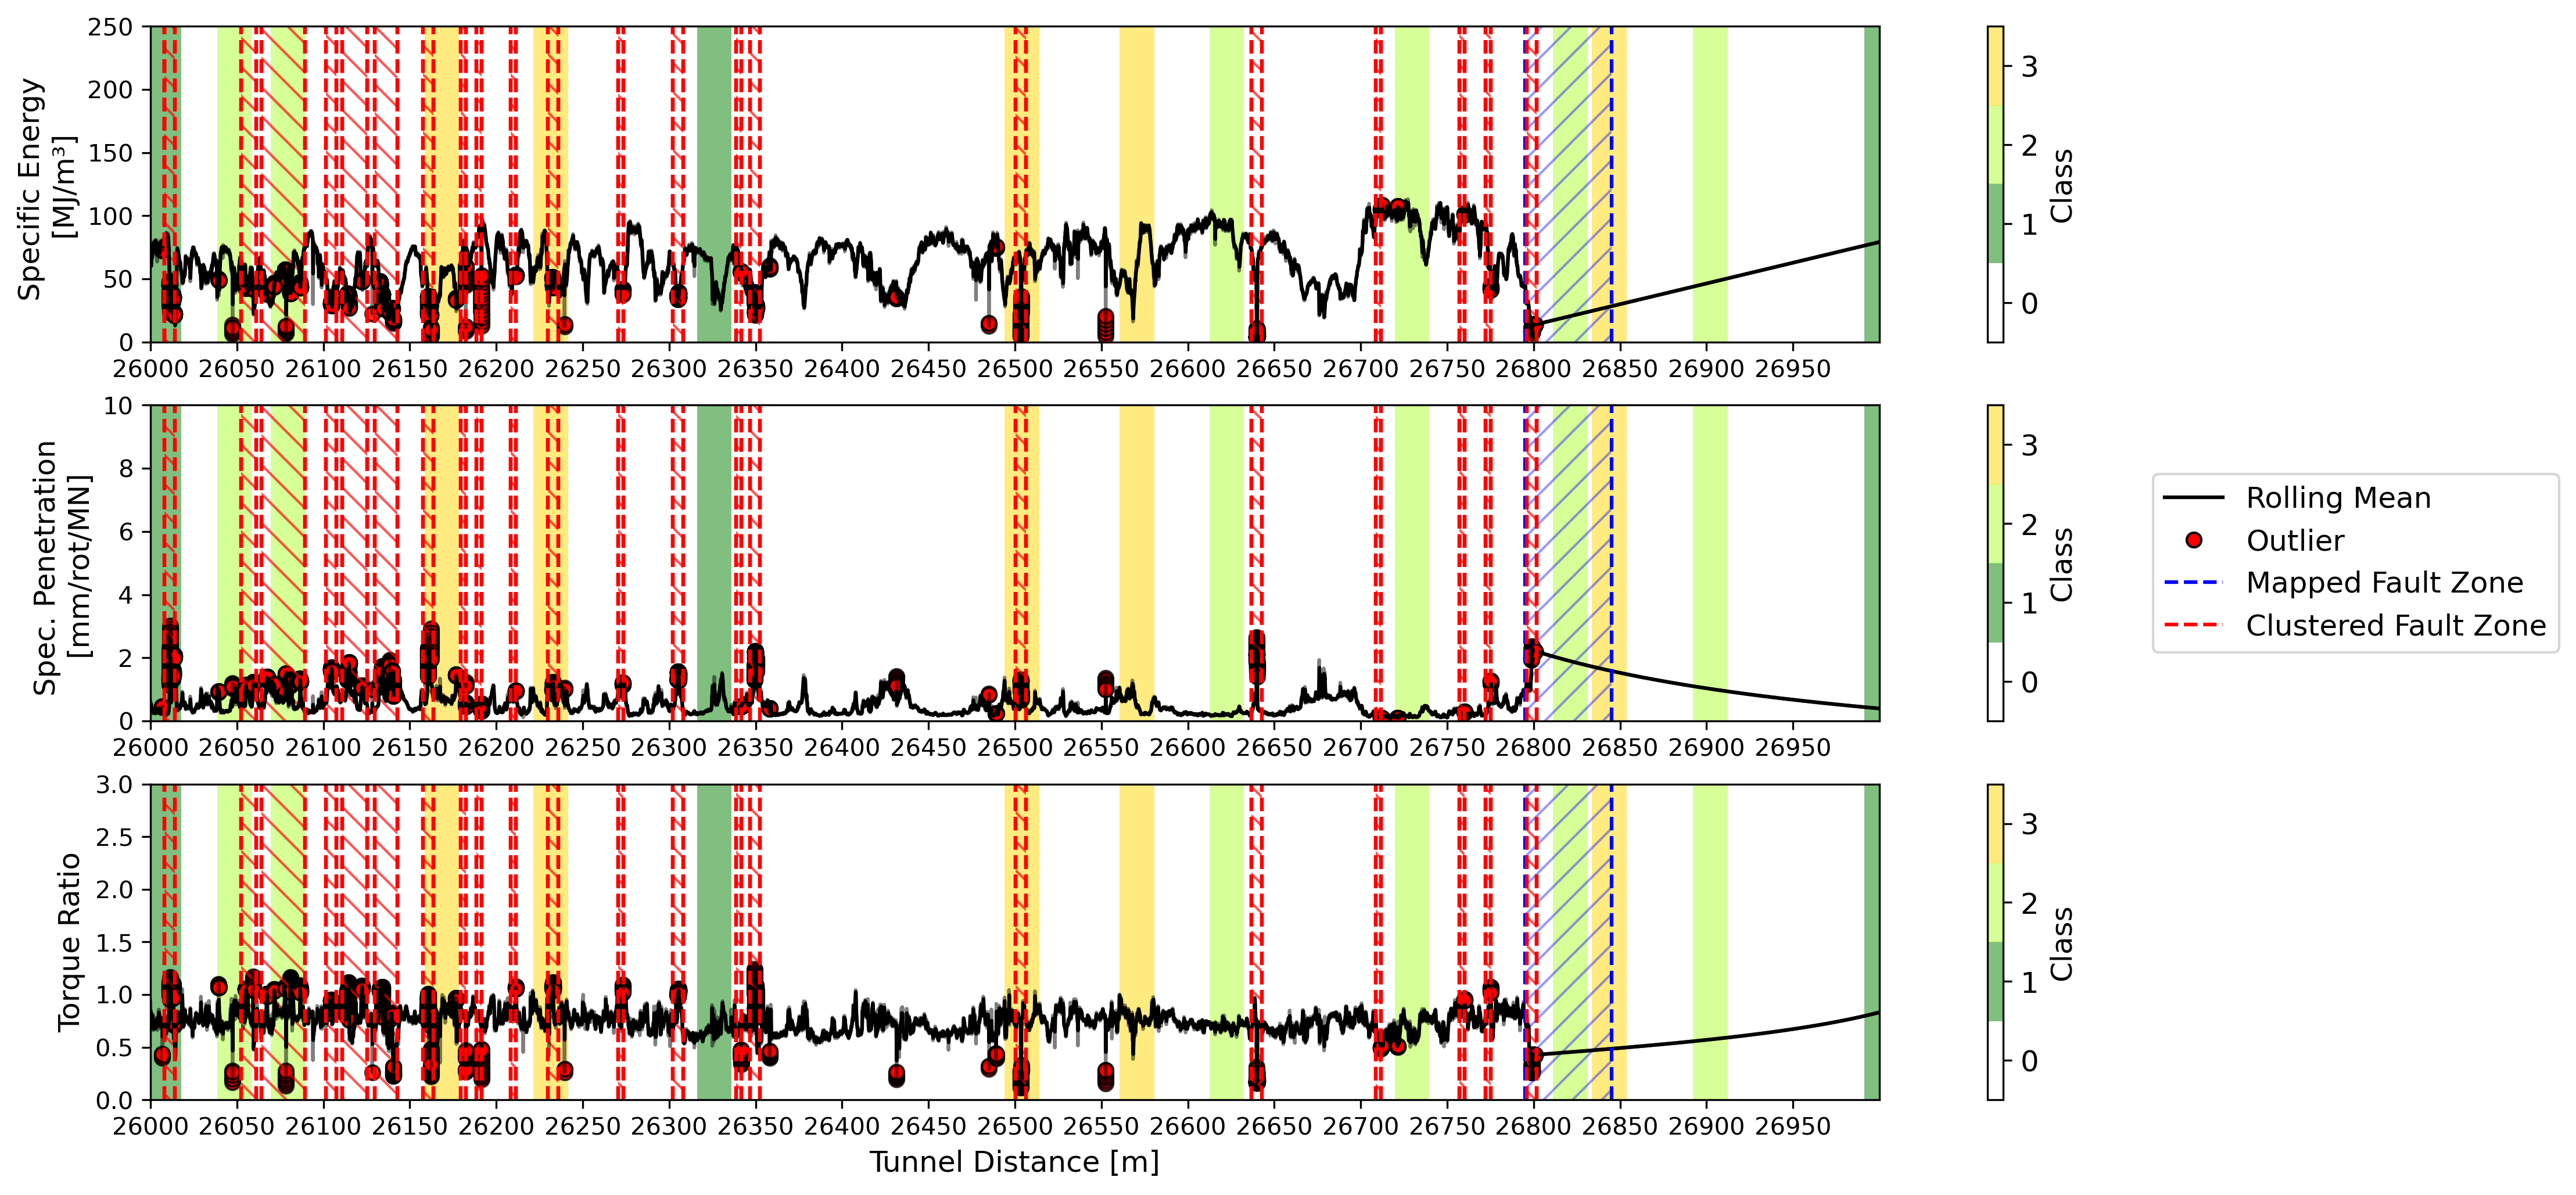 250
200
150
100
50
0
Specific Energy
[MJ/m³]
26000 26050 26100 26150 26200 26250 26300 26350 26400 26450 26500 26550 26600 26650 26700 26750 26800 26850 26900 26950
3
2
1
0
Class
10
8
6
4
2
0
Spec. Penetration
[mm/rot/MN]
26000 26050 26100 26150 26200 26250 26300 26350 26400 26450 26500 26550 26600 26650 26700 26750 26800 26850 26900 26950
3
2
1
0
Class
Rolling Mean
Outlier
Mapped Fault Zone
Clustered Fault Zone
3.0
2.5
2.0
1.5
1.0
0.5
0.0
Torque Ratio
26000 26050 26100 26150 26200 26250 26300 26350 26400 26450 26500 26550 26600 26650 26700 26750 26800 26850 26900 26950
Tunnel Distance [m]
3
2
1
0
Class